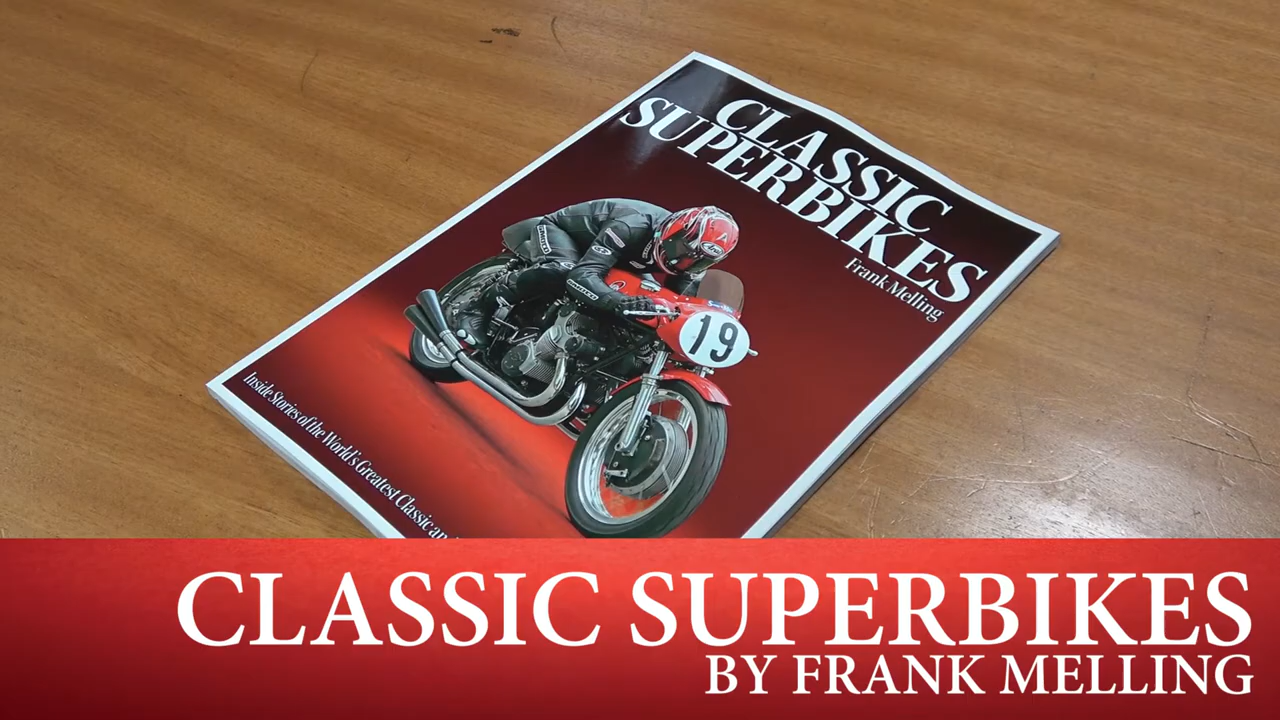 CLASSIC
SUPERBIKES
Frank Melling
19
Inside Stories of the World's Greatest Classic
CLASSIC SUPERBIKES
BY FRANK MELLING